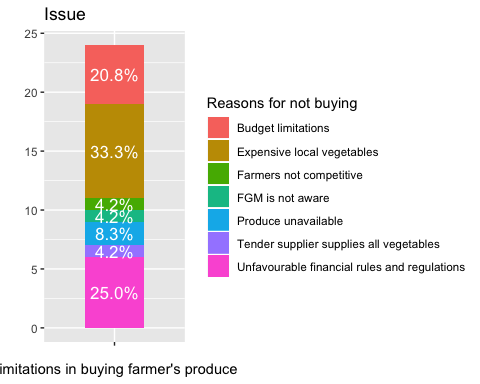 Issue
25
20
15
10
5
0
20.8%
33.3%
4.2%
4.2%
8.3%
4.2%
25.0%
Reasons for not buying
Budget limitations
Expensive local vegetables
Farmers not competitive
FGM is not aware
Produce unavailable
Tender supplier supplies all vegetables
Unfavourable financial rules and regulations
imitations in buying farmer's produce